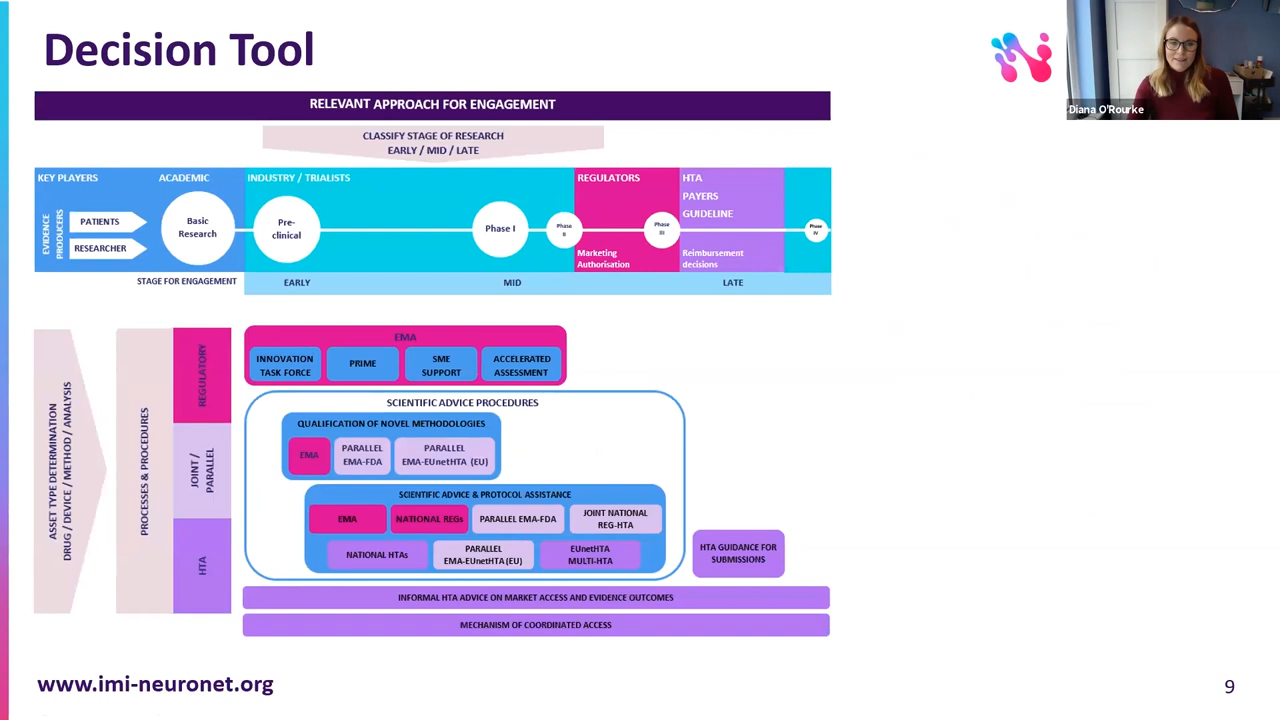 Decision Tool
Diana O'Rourke
RELEVANT APPROACH FOR ENGAGEMENT
CLASSIFY STAGE OF RESEARCH
EARLY / MID / LATE
KEY PLAYERS
ACADEMIC
INDUSTRY / TRIALISTS
REGULATORS
HTA
PAYERS
GUIDELINE
EVIDENCE
PRODUCERS
PATIENTS
RESEARCHER
Basic
Research
Pre-
clinical
Phase I
Phase
II
Phase
III
Phase
IV
Marketing
Authorisation
Reimbursement
decisions
STAGE FOR ENGAGEMENT
EARLY
MID
LATE
ASSET TYPE DETERMINATION
DRUG / DEVICE / METHOD / ANALYSIS
PROCESSES & PROCEDURES
REGULATORY
JOINT /
PARALLEL
HTA
EMA
INNOVATION
TASK FORCE
PRIME
SME
SUPPORT
ACCELERATED
ASSESSMENT
SCIENTIFIC ADVICE PROCEDURES
QUALIFICATION OF NOVEL METHODOLOGIES
EMA
PARALLEL
EMA-FDA
PARALLEL
EMA-EUnetHTA (EU)
SCIENTIFIC ADVICE & PROTOCOL ASSISTANCE
EMA
NATIONAL REGs
PARALLEL EMA-FDA
JOINT NATIONAL
REG-HTA
NATIONAL HTAs
PARALLEL
EMA-EUnetHTA (EU)
EUnetHTA
MULTI-HTA
HTA GUIDANCE FOR
SUBMISSIONS
INFORMAL HTA ADVICE ON MARKET ACCESS AND EVIDENCE OUTCOMES
MECHANISM OF COORDINATED ACCESS
www.imi-neuronet.org
9